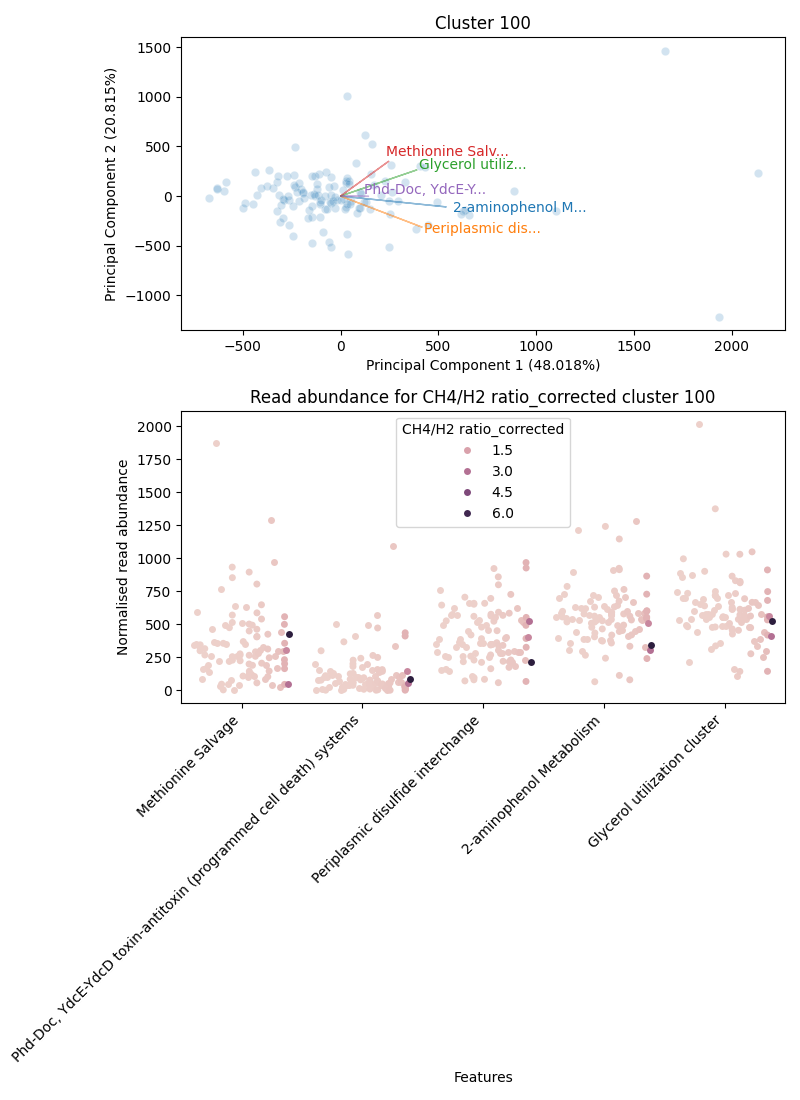 Cluster 100
1500
1000
500
0
−500
−1000
Principal Component 2 (20.815%)
Methionine Salv...
Glycerol utiliz...
Phd-Doc, YdcE-Y...
2-aminophenol M...
Periplasmic dis...
−500 0 500 1000 1500 2000
Principal Component 1 (48.018%)
Read abundance for CH4/H2 ratio_corrected cluster 100
2000
1750
1500
1250
1000
750
500
250
0
Normalised read abundance
CH4/H2 ratio_corrected
1.5
3.0
4.5
6.0
Methionine Salvage
Phd-Doc, YdcE-YdcD toxin-antitoxin (programmed cell death) systems
Periplasmic disulfide interchange
2-aminophenol Metabolism
Glycerol utilization cluster
Features